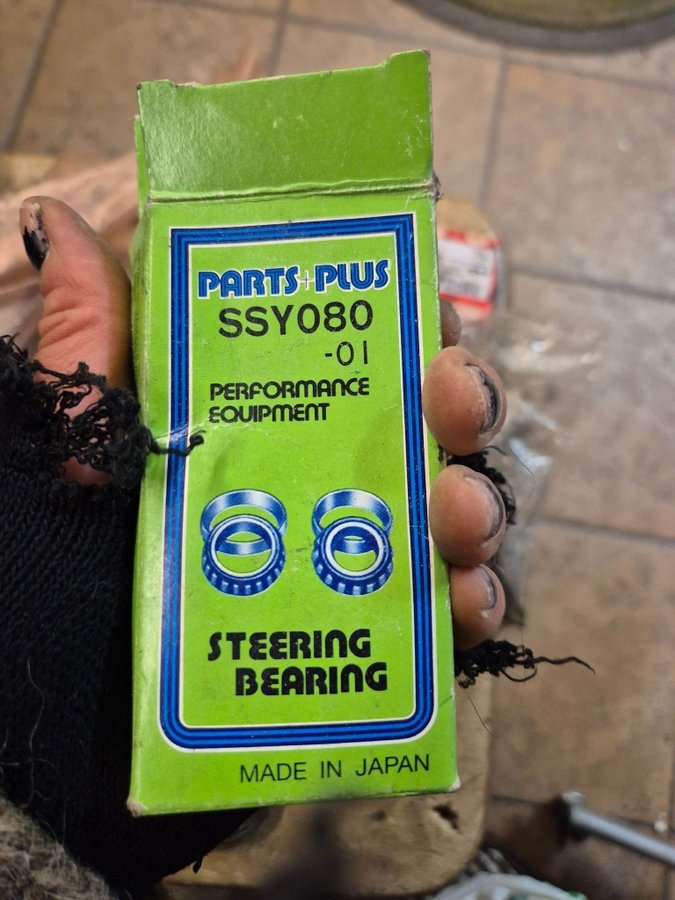 PARTS+PLUS
SSY080
-01
PERFORMANCE
EQUIPMENT
STEERING
BEARING
MADE IN JAPAN